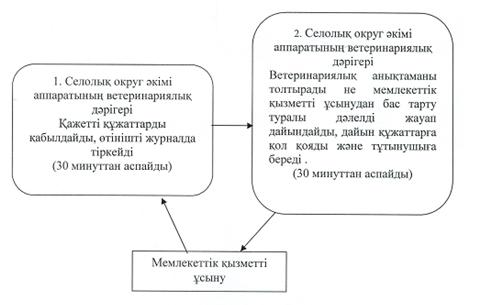 1. Селолық округ әкімі
аппаратының ветеринариялық
дәрігері
Қажетті құжаттарды
қабылдайды, өтінішті журналда
тіркейді
(30 минуттан аспайды)
2. Селолық округ әкімі
аппаратының ветеринариялық
дәрігері
Ветеринариялық анықтаманы
толтырады не мемлекеттік
қызметті ұсынудан бас тарту
туралы дәлелді жауап
дайындайды, дайын құжаттарға
қол қояды және тұтынушыға
береді .
(30 минуттан аспайды)
Мемлекеттік қызметті
ұсыну